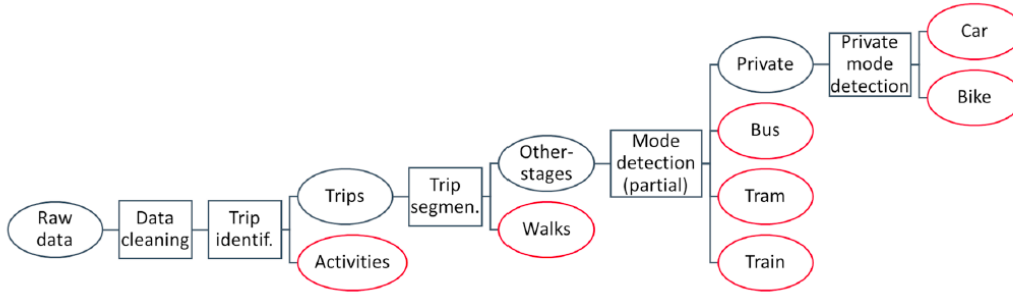 Raw
data
Data
cleaning
Trip
identif.
Trips
Activities
Trip
segmen.
Other-
stages
Walks
Mode
detection
(partial)
Private
Bus
Tram
Train
Private
mode
detection
Car
Bike